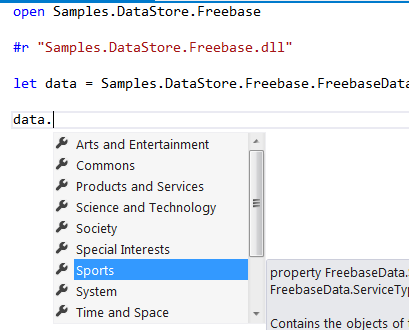 open Samples.DataStore.Freebase
#r "Samples.DataStore.Freebase.dll"
let data = Samples.DataStore.Freebase.FreebaseData
data.
Arts and Entertainment
Commons
Products and Services
Science and Technology
Society
Special Interests
Sports
System
Time and Space
property FreebaseData.
FreebaseData.ServiceTyp
Contains the objects of